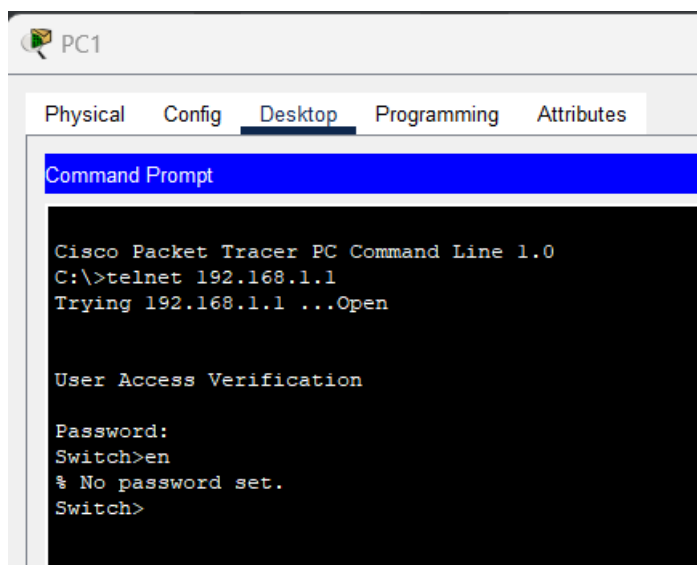 PC1
Physical Config Desktop Programming Attributes
Command Prompt
Cisco Packet Tracer PC Command Line 1.0
C:\>telnet 192.168.1.1
Trying 192.168.1.1 ...Open
User Access Verification
Password:
Switch>en
% No password set.
Switch>